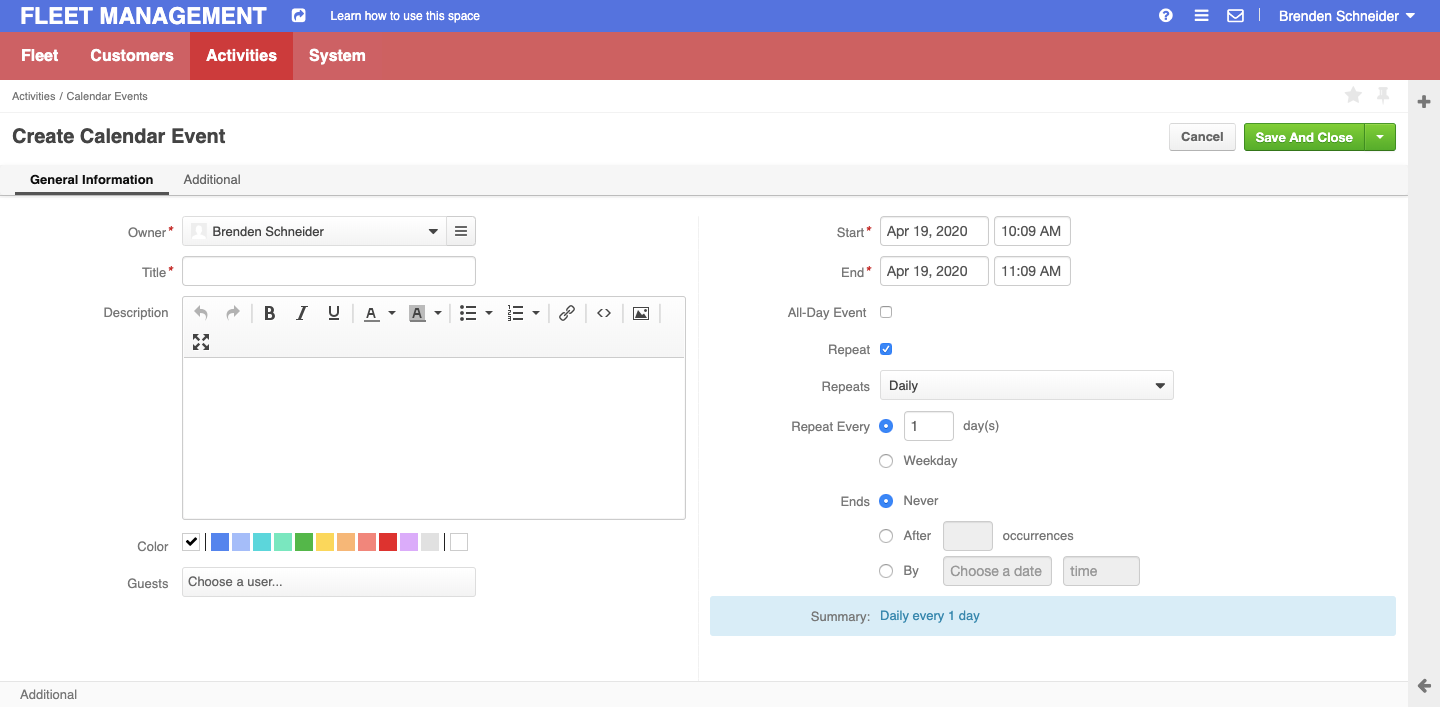 FLEET MANAGEMENT Learn how to use this space Brenden Schneider
Fleet Customers Activities System
Activities / Calendar Events
Create Calendar Event Cancel Save And Close
General Information Additional
Owner* Brenden Schneider
Title*
Description
B I U A A
Color
Guests Choose a user...
Start* Apr 19, 2020 10:09 AM
End* Apr 19, 2020 11:09 AM
All-Day Event
Repeat
Repeats Daily
Repeat Every 1 day(s)
Weekday
Ends Never
After occurrences
By Choose a date time
Summary: Daily every 1 day
Additional